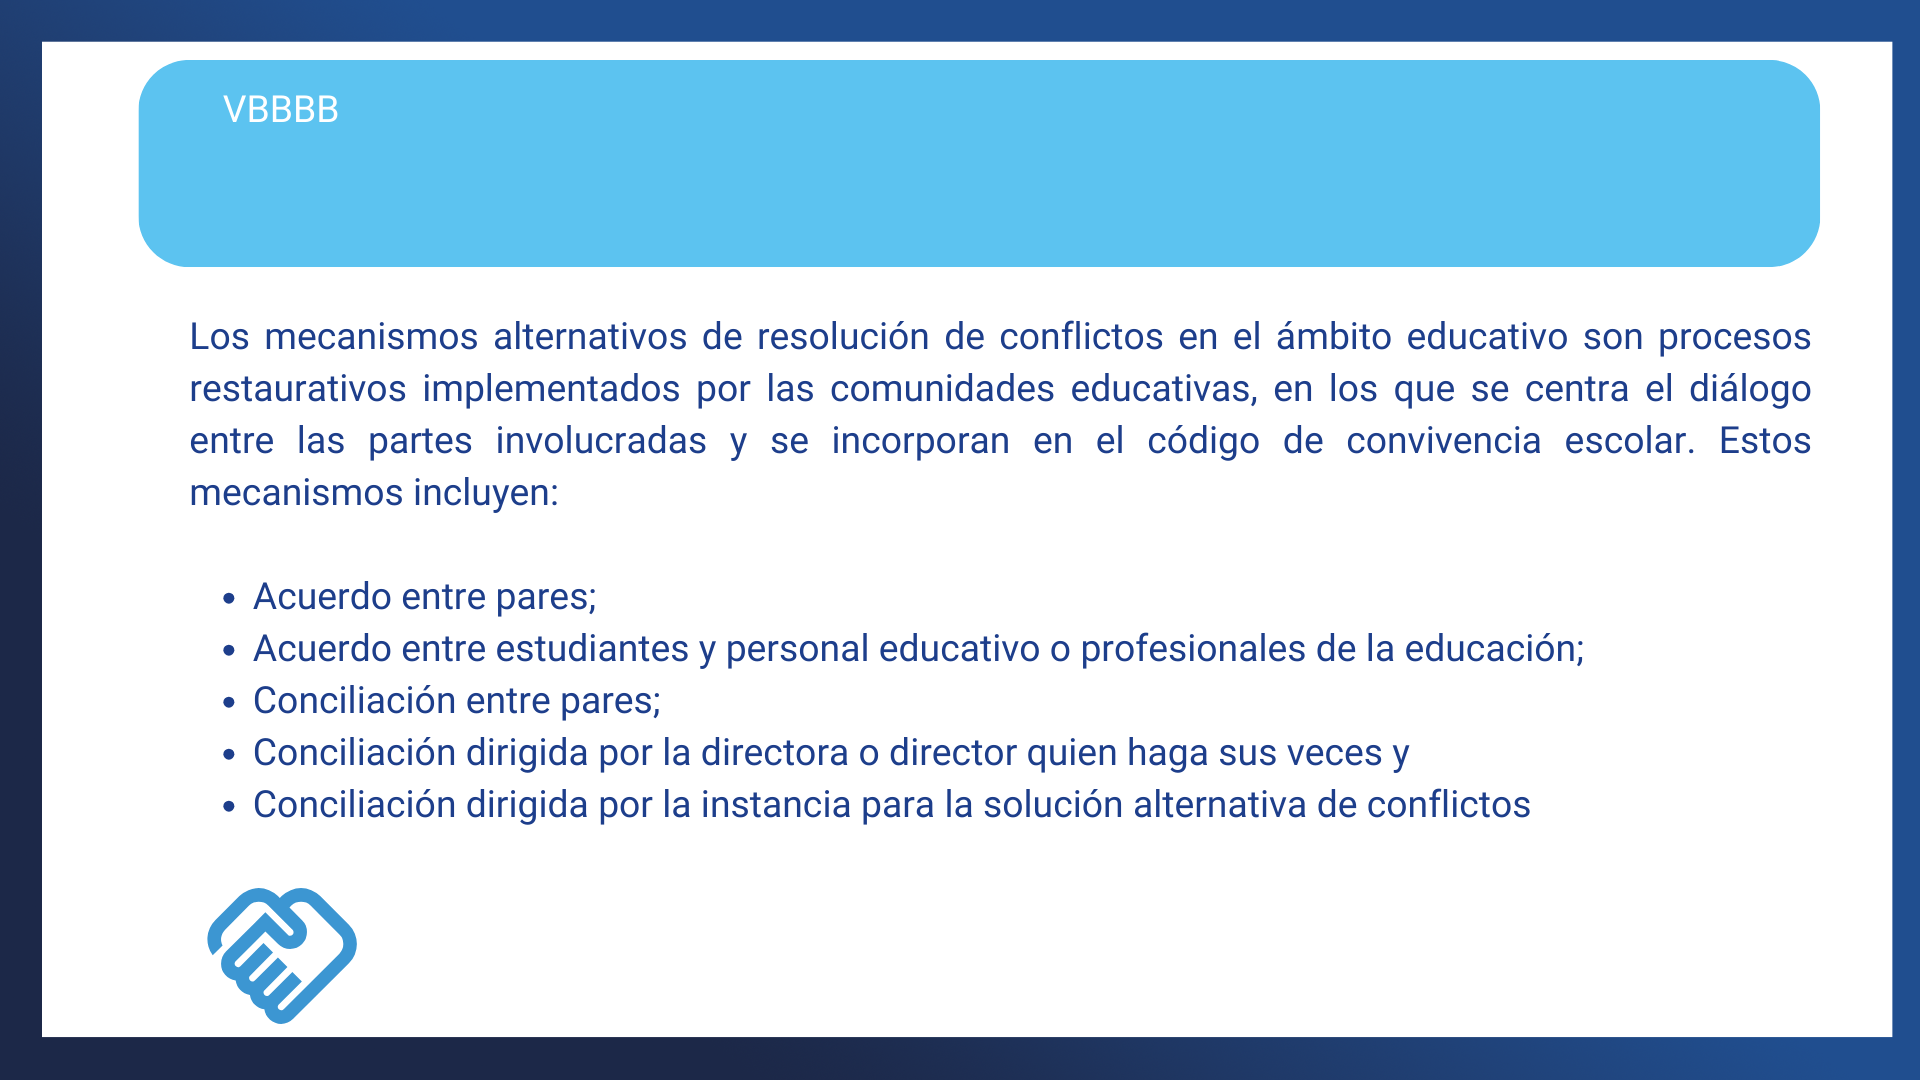 VBBBB
Los mecanismos alternativos de resolución de conflictos en el ámbito educativo son procesos
restaurativos implementados por las comunidades educativas, en los que se centra el diálogo
entre las partes involucradas y se incorporan en el código de convivencia escolar. Estos
mecanismos incluyen:
• Acuerdo entre pares;
• Acuerdo entre estudiantes y personal educativo o profesionales de la educación;
• Conciliación entre pares;
• Conciliación dirigida por la directora o director quien haga sus veces y
• Conciliación dirigida por la instancia para la solución alternativa de conflictos